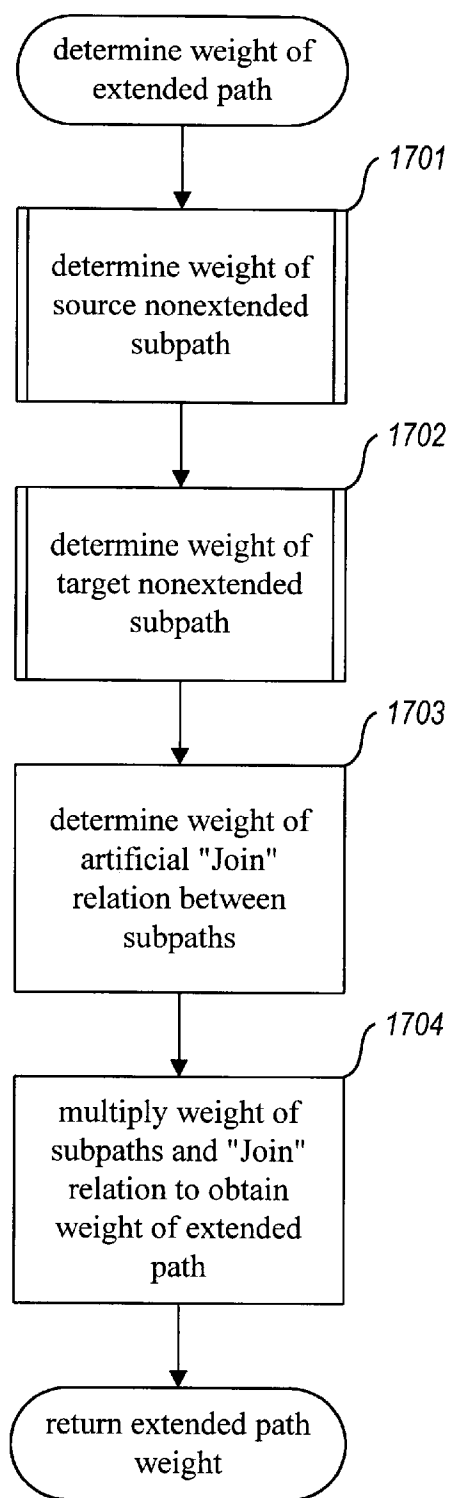 determine weight of
extended path
1701
determine weight of
source nonextended
subpath
1702
determine weight of
target nonextended
subpath
1703
determine weight of
artificial "Join"
relation between
subpaths
1704
multiply weight of
subpaths and "Join"
relation to obtain
weight of extended
path
return extended path
weight